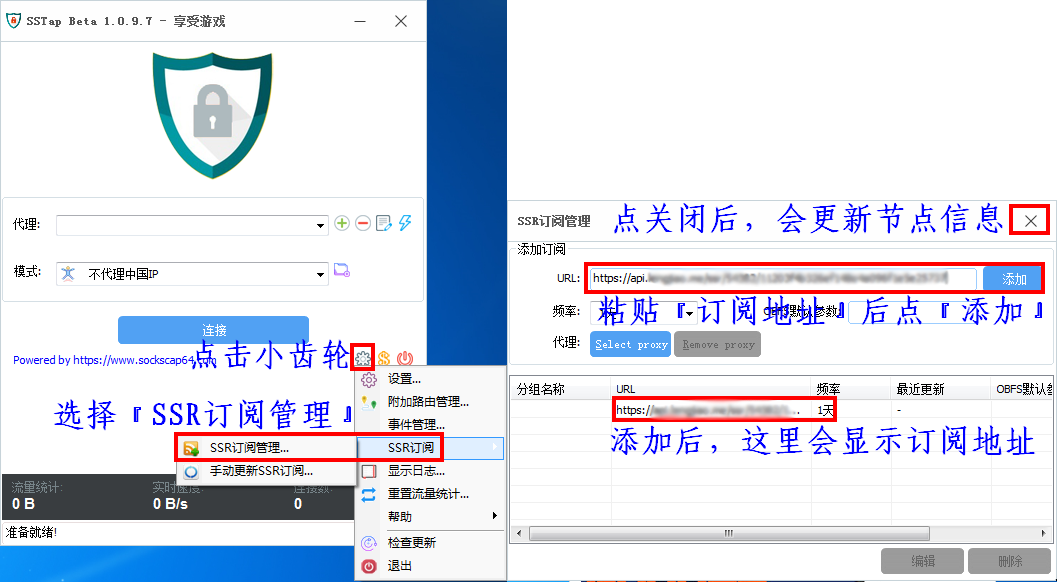 SSTap Beta 1.0.9.7 - 享受游戏
代理:
模式:
不代理中国IP
连接
Powered by https://www.sockscap64.com
点击小齿轮
选择『SSR订阅管理』
设置...
附加路由管理...
事件管理...
SSR订阅
显示日志...
重置流量统计...
帮助
检查更新
退出
SSR订阅管理...
手动更新SSR订阅...
流量统计:
实时速度:
连接数:
0 B
0 B/s
0
准备就绪!
SSR订阅管理
点关闭后，会更新节点信息
添加订阅
URL:
https://api.
添加
频率:
OBFS默认参数
粘贴『订阅地址』后点『添加』
代理:
Select proxy
Remove proxy
分组名称
URL
频率
最近更新
OBFS默认参
https://
...
1天
-
添加后，这里会显示订阅地址
编辑
删除